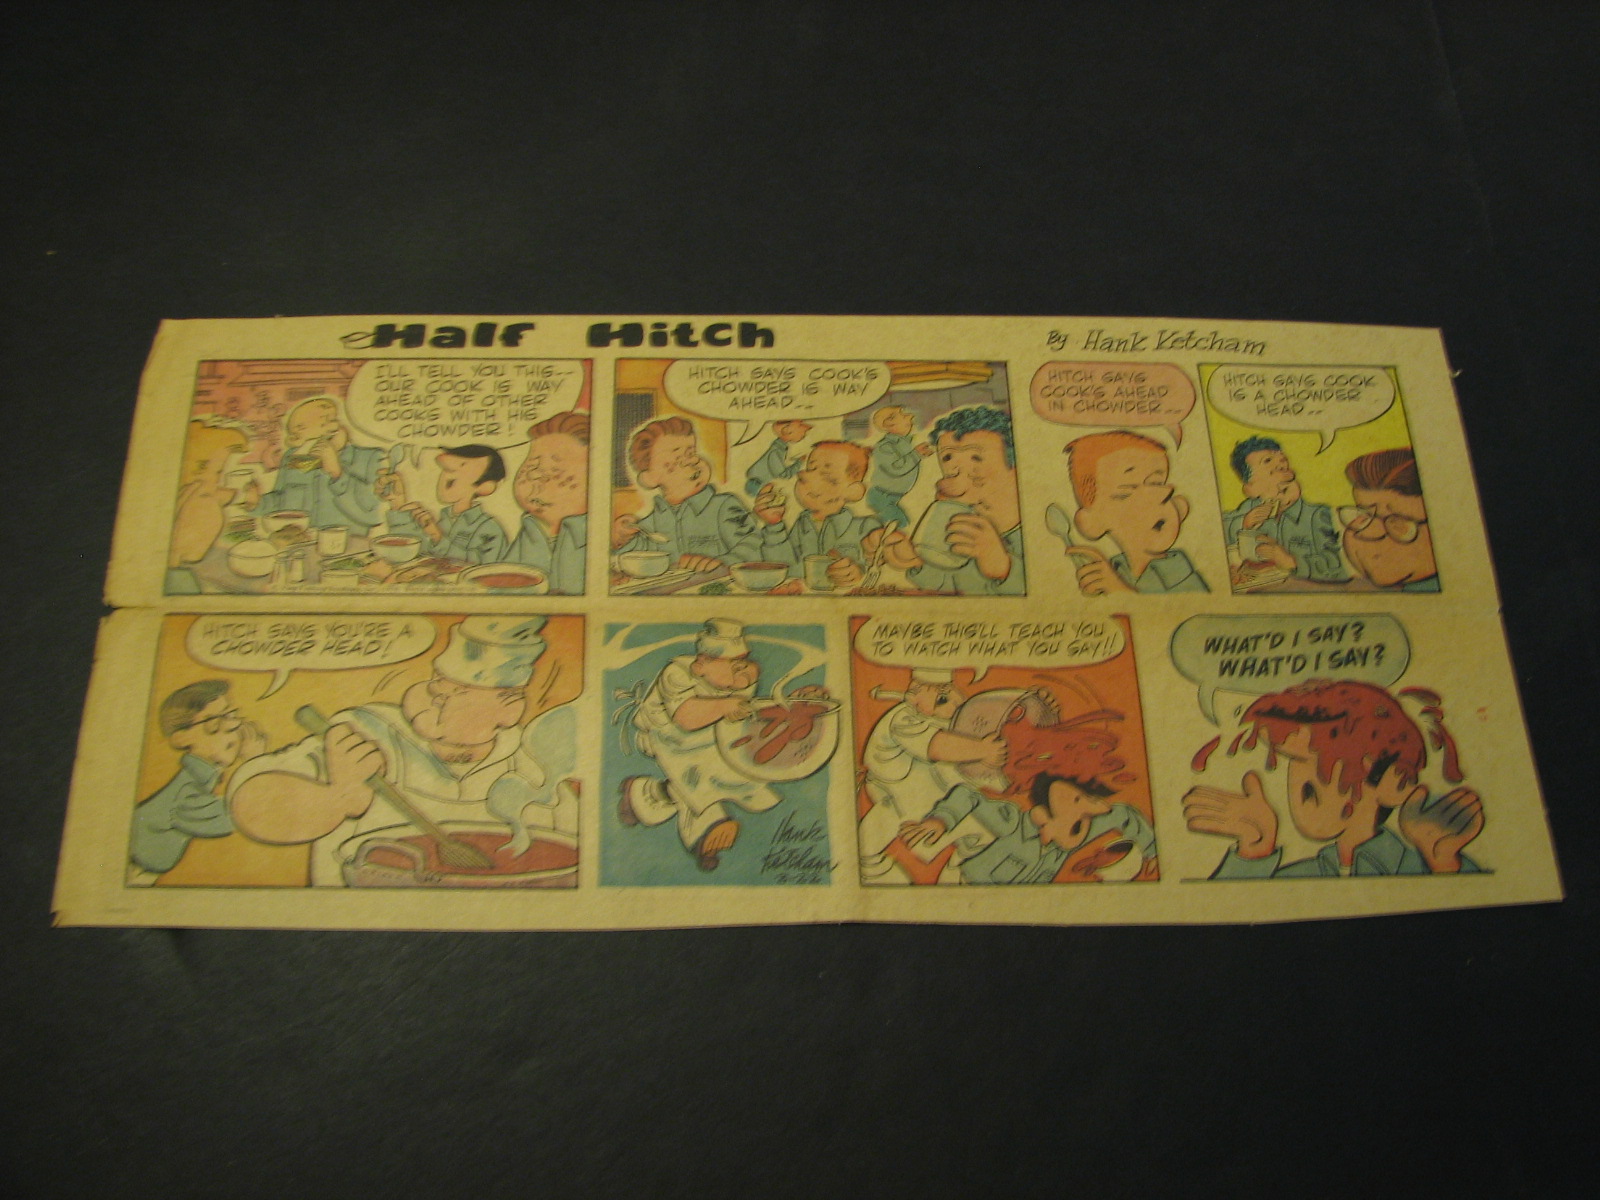 Half Hitch
By Hank Ketcham
I'LL TELL YOU THIS--
OUR COOK IS WAY
AHEAD OF OTHER
COOKS WITH HIS
CHOWDER!
HITCH SAYS COOK'S
CHOWDER IS WAY
AHEAD--
HITCH SAYS
COOK'S AHEAD
IN CHOWDER--
HITCH SAYS COOK
IS A CHOWDER
HEAD--
HITCH SAYS YOU'RE A
CHOWDER HEAD!
Hank
Ketcham
MAYBE THIS'LL TEACH YOU
TO WATCH WHAT YOU SAY!!
WHAT'D I SAY?
WHAT'D I SAY?